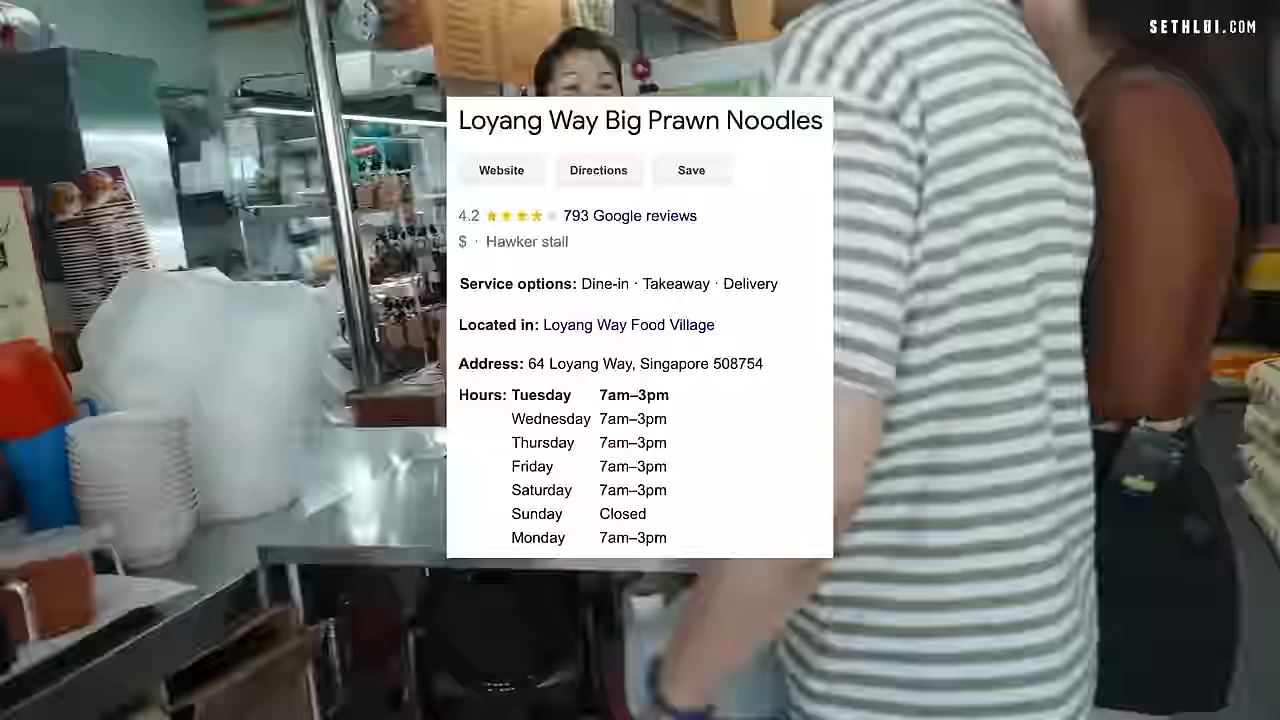 SETHLUI.COM
Loyang Way Big Prawn Noodles
Website Directions Save
4.2 793 Google reviews
$ · Hawker stall
Service options: Dine-in · Takeaway · Delivery
Located in: Loyang Way Food Village
Address: 64 Loyang Way, Singapore 508754
Hours: Tuesday 7am–3pm
Wednesday 7am–3pm
Thursday 7am–3pm
Friday 7am–3pm
Saturday 7am–3pm
Sunday Closed
Monday 7am–3pm